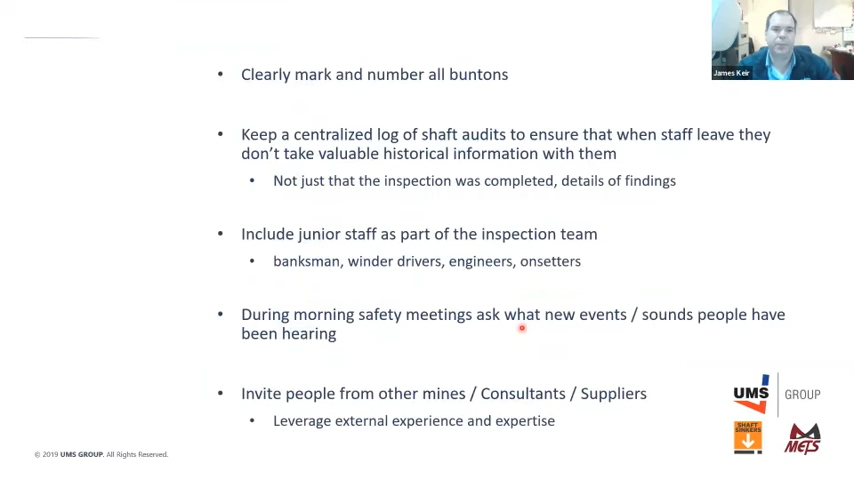 James Keir
• Clearly mark and number all buntons
• Keep a centralized log of shaft audits to ensure that when staff leave they
don’t take valuable historical information with them
• Not just that the inspection was completed, details of findings
• Include junior staff as part of the inspection team
• banksman, winder drivers, engineers, onsetters
• During morning safety meetings ask what new events / sounds people have
been hearing
• Invite people from other mines / Consultants / Suppliers
• Leverage external experience and expertise
UMS GROUP
SHAFT
SINKERS
METS
© 2019 UMS GROUP. All Rights Reserved.